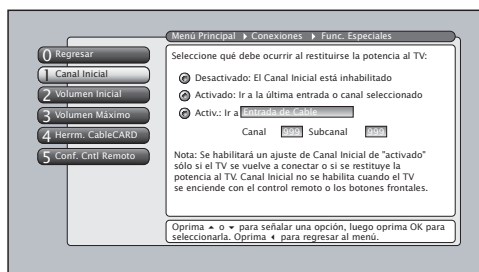 Menú Principal Conexiones Func. Especiales
0 Regresar
1 Canal Inicial
2 Volumen Inicial
3 Volumen Máximo
4 Herrm. CableCARD
5 Conf. Cntl Remoto
Seleccione qué debe ocurrir al restituirse la potencia al TV:
Desactivado: El Canal Inicial está inhabilitado
Activado: Ir a la última entrada o canal seleccionado
Activ.: Ir a Entrada de Cable
Canal 999 Subcanal 999
Nota: Se habilitará un ajuste de Canal Inicial de "activado"
sólo si el TV se vuelve a conectar o si se restituye la
potencia al TV. Canal Inicial no se habilita cuando el TV
se enciende con el control remoto o los botones frontales.
Oprima ▲ o ▼ para señalar una opción, luego oprima OK para
seleccionarla. Oprima ◀ para regresar al menú.